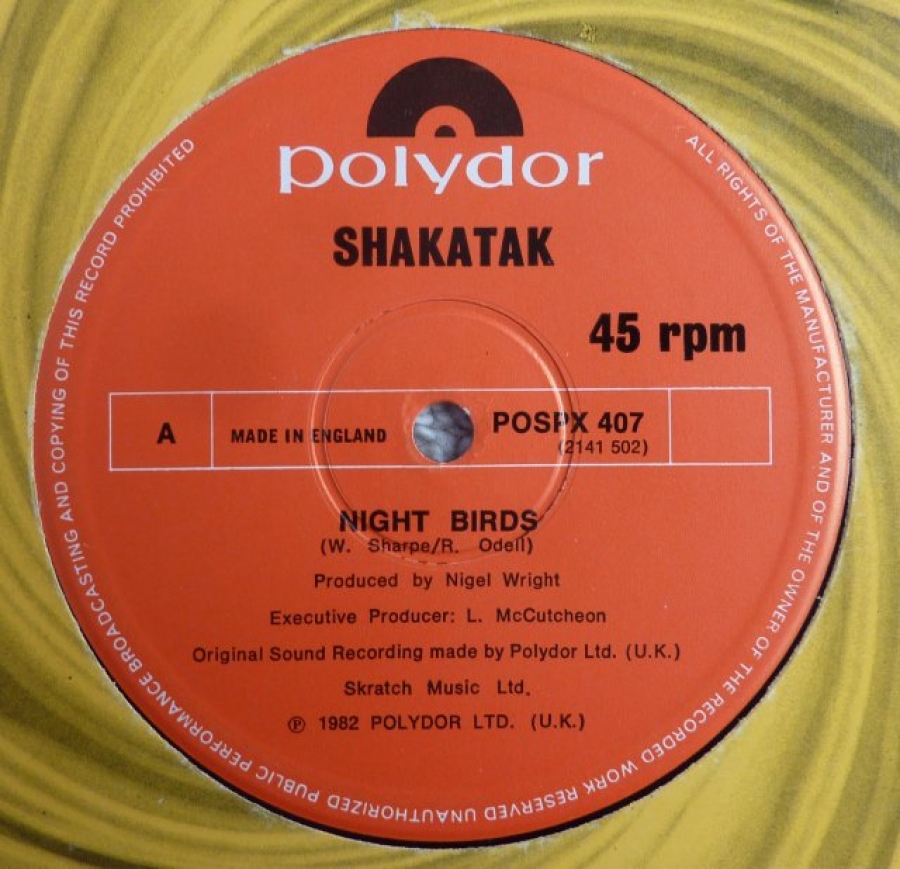 polydor
SHAKATAK
45 rpm
A
MADE IN ENGLAND
POSPX 407
(2141 502)
NIGHT BIRDS
(W. Sharpe/R. Odell)
Produced by Nigel Wright
Executive Producer: L. McCutcheon
Original Sound Recording made by Polydor Ltd. (U.K.)
Skratch Music Ltd.
℗ 1982 POLYDOR LTD. (U.K.)
ALL RIGHTS OF THE MANUFACTURER AND OF THE OWNER OF THE RECORDED WORK RESERVED UNAUTHORIZED PUBLIC PERFORMANCE BROADCASTING AND COPYING OF THIS RECORD PROHIBITED